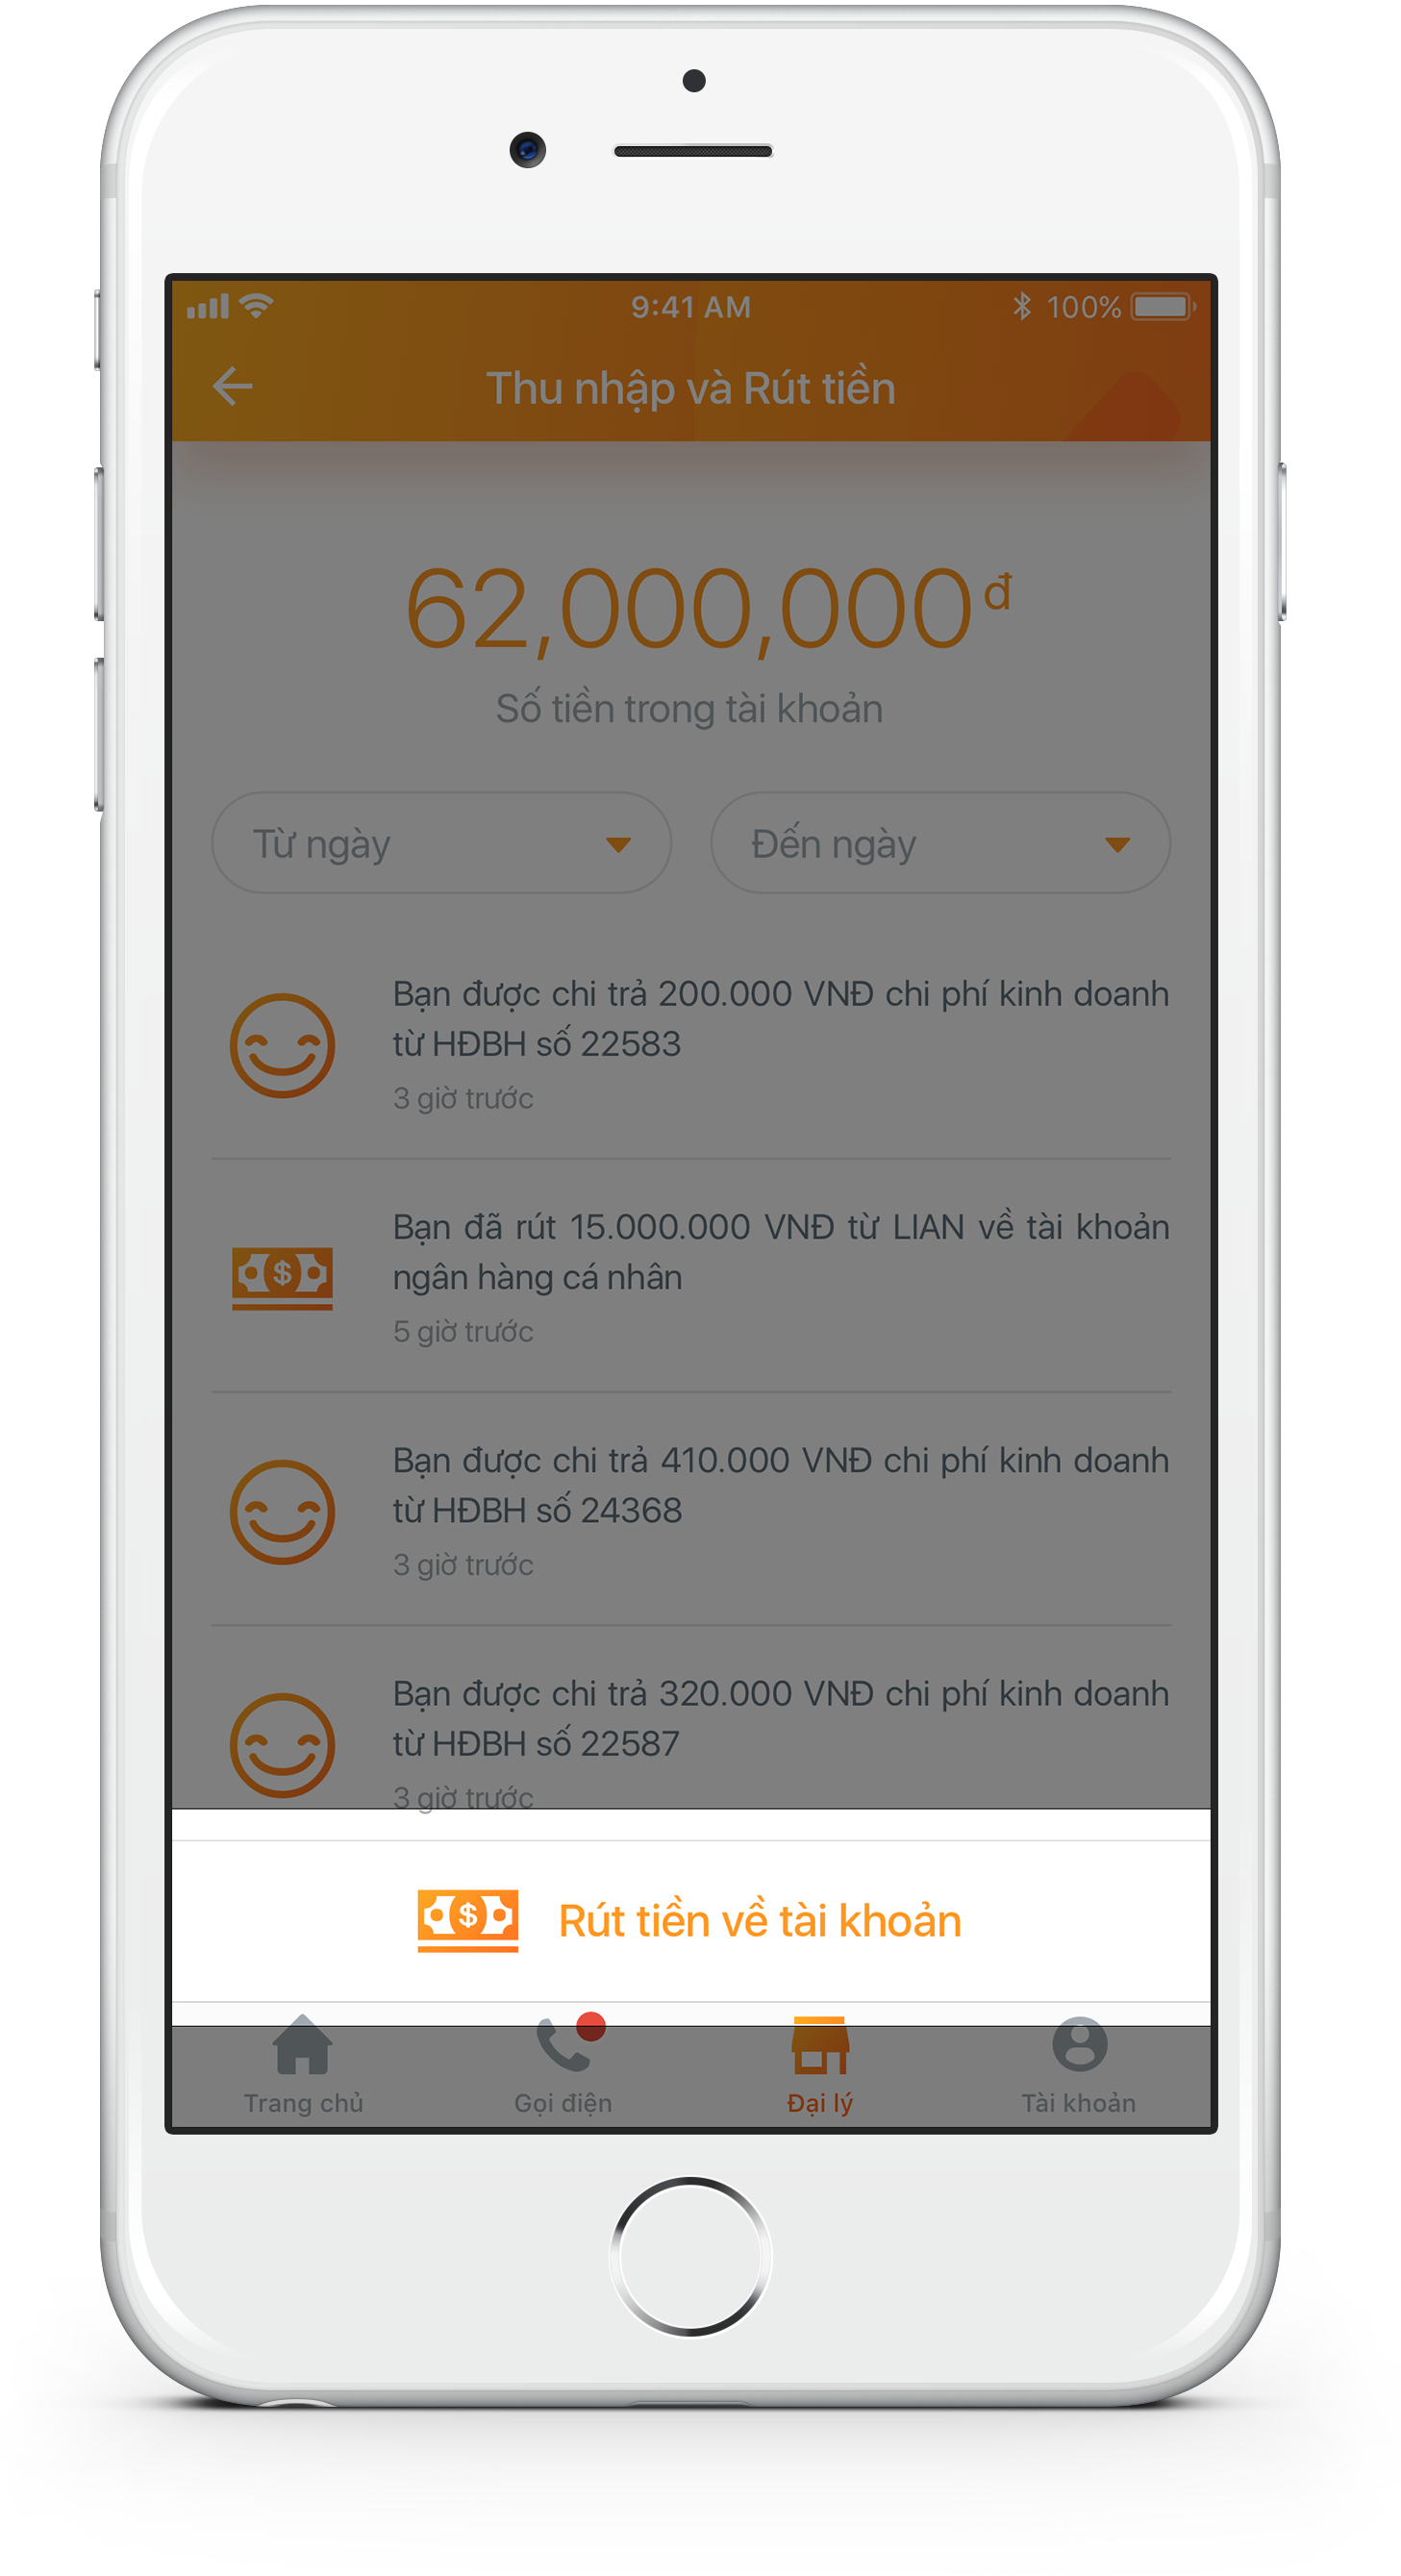 9:41 AM
100%
Thu nhập và Rút tiền
62,000,000đ
Số tiền trong tài khoản
Từ ngày
Đến ngày
Bạn được chi trả 200.000 VNĐ chi phí kinh doanh
từ HĐBH số 22583
3 giờ trước
Bạn đã rút 15.000.000 VNĐ từ LIAN về tài khoản
ngân hàng cá nhân
5 giờ trước
Bạn được chi trả 410.000 VNĐ chi phí kinh doanh
từ HĐBH số 24368
3 giờ trước
Bạn được chi trả 320.000 VNĐ chi phí kinh doanh
từ HĐBH số 22587
3 giờ trước
Rút tiền về tài khoản
Trang chủ
Gọi điện
Đại lý
Tài khoản